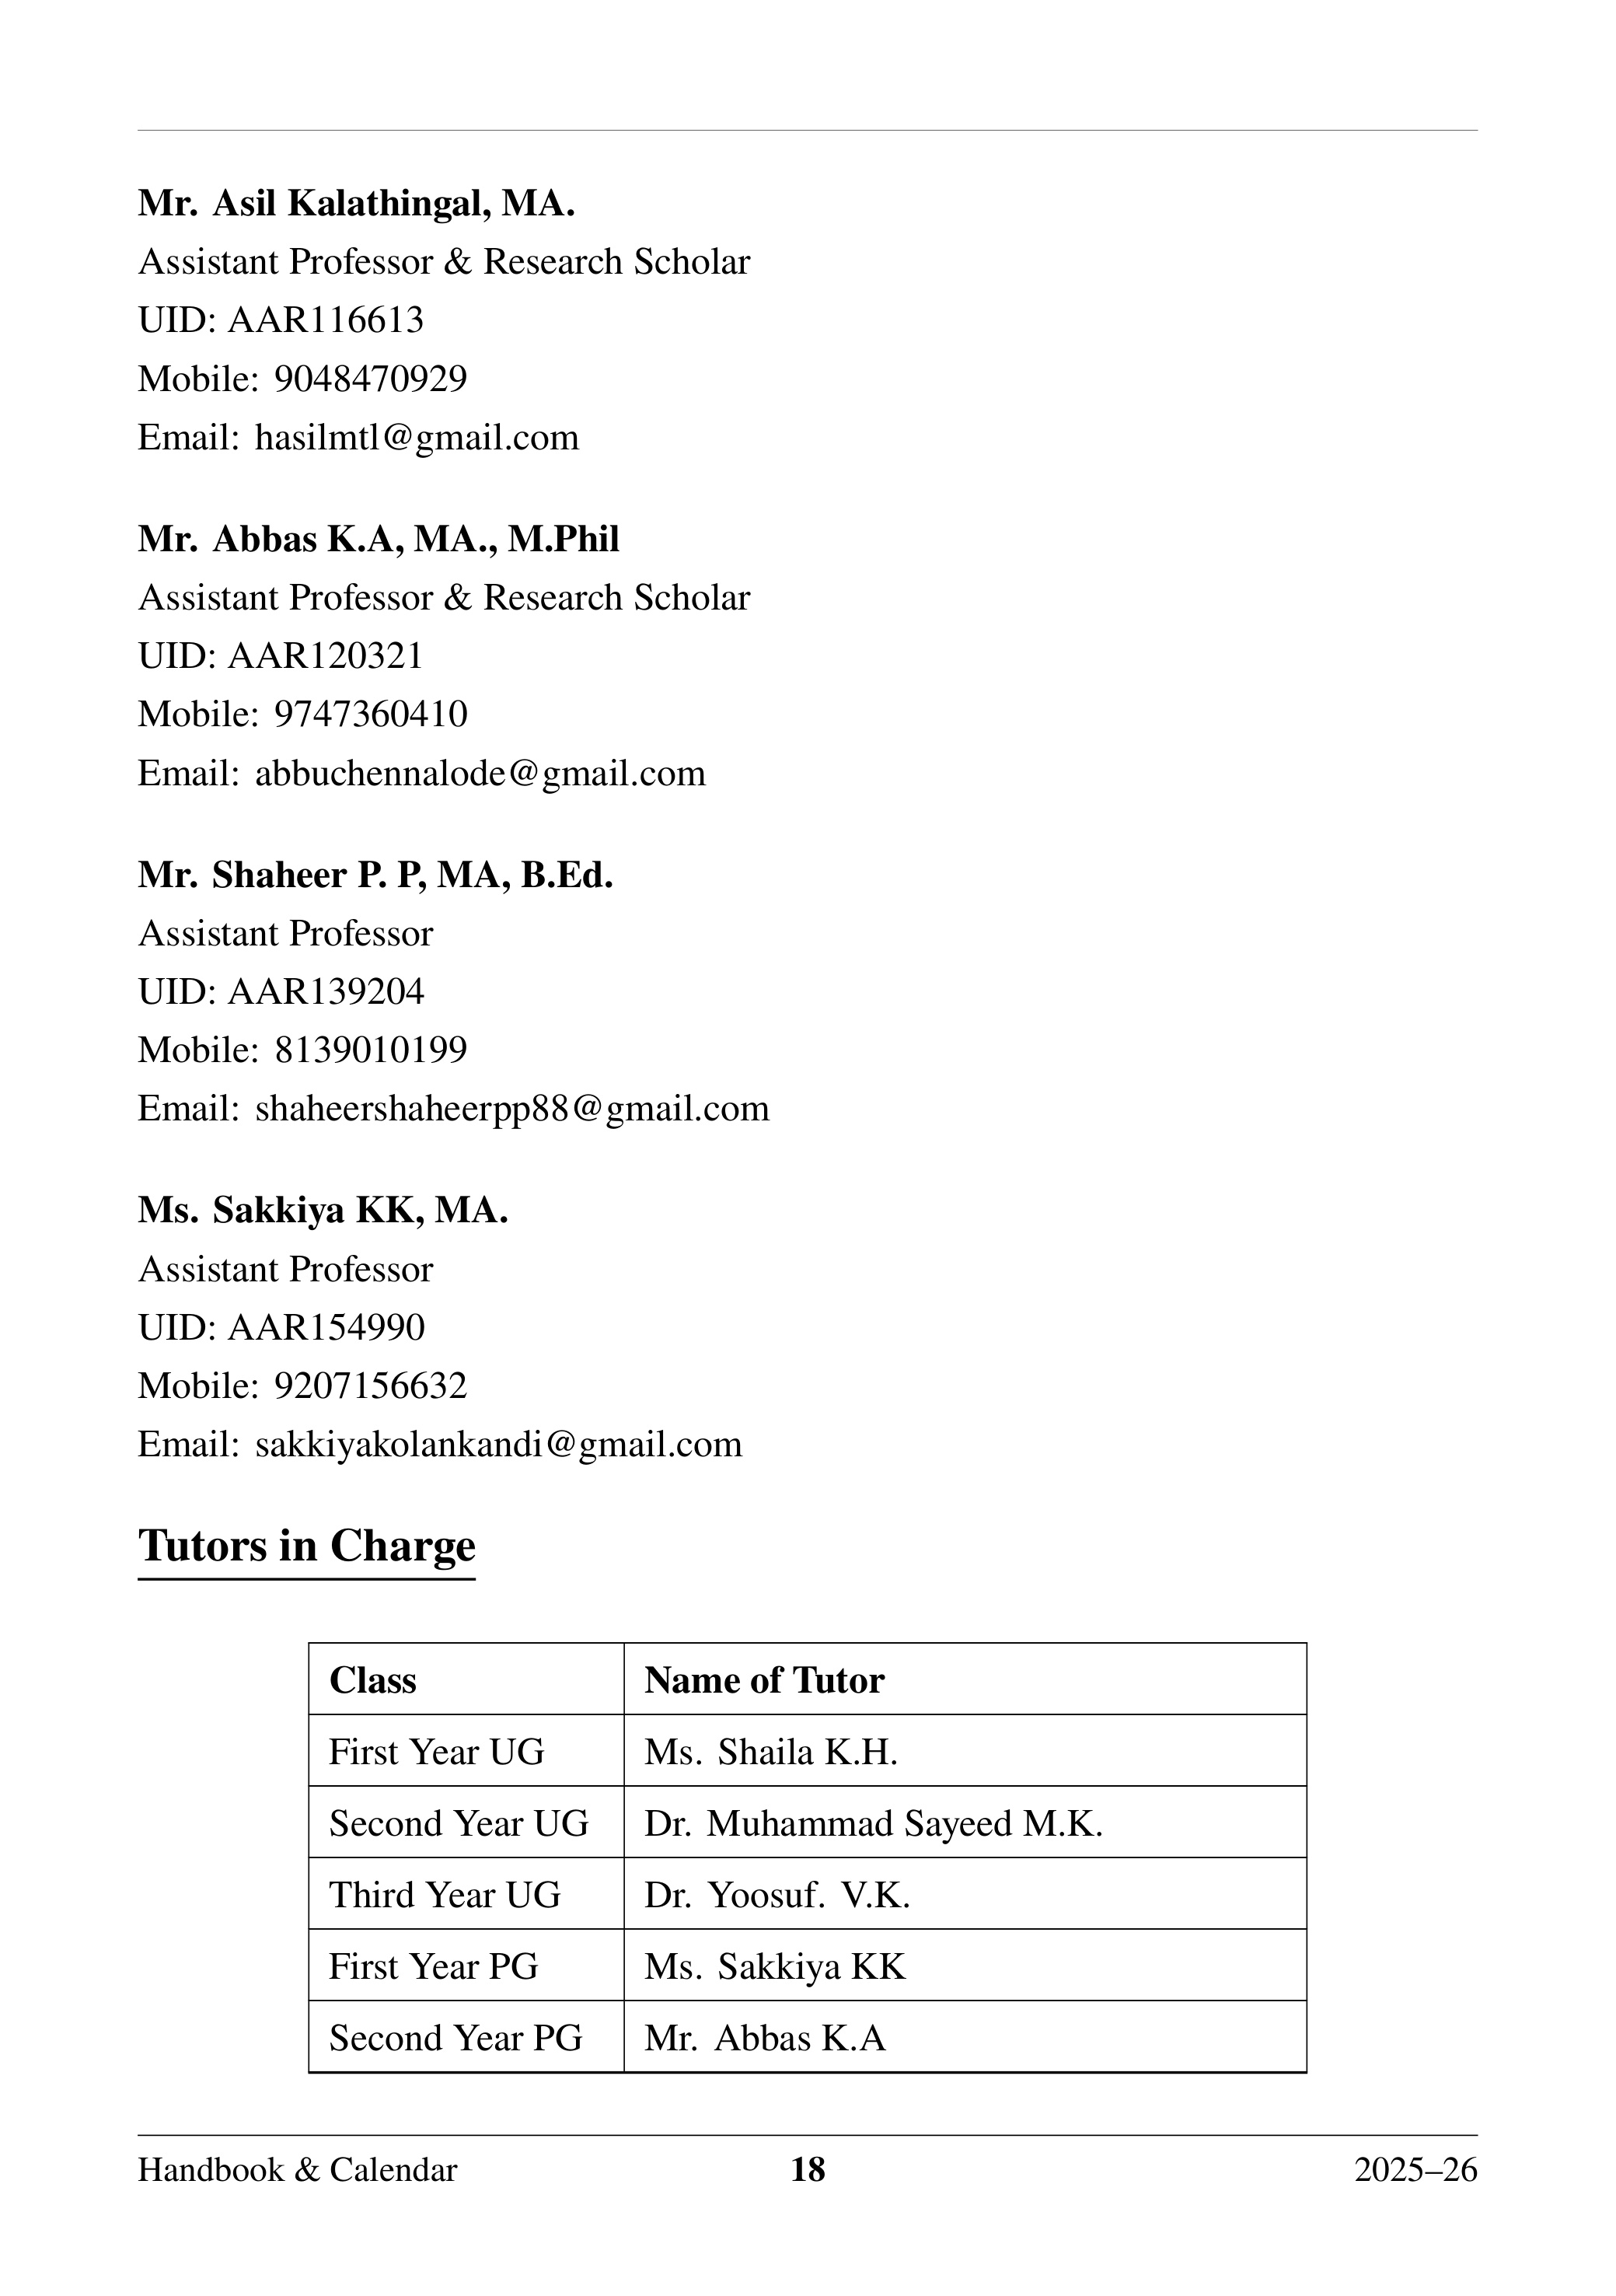 Mr. Asil Kalathingal, MA.
Assistant Professor & Research Scholar
UID: AAR116613
Mobile: 9048470929
Email: hasilmtl@gmail.com
Mr. Abbas K.A, MA., M.Phil
Assistant Professor & Research Scholar
UID: AAR120321
Mobile: 9747360410
Email: abbuchennalode@gmail.com
Mr. Shaheer P. P, MA, B.Ed.
Assistant Professor
UID: AAR139204
Mobile: 8139010199
Email: shaheershaheerpp88@gmail.com
Ms. Sakkiya KK, MA.
Assistant Professor
UID: AAR154990
Mobile: 9207156632
Email: sakkiyakolankandi@gmail.com
Tutors in Charge
Class Name of Tutor
First Year UG Ms. Shaila K.H.
Second Year UG Dr. Muhammad Sayeed M.K.
Third Year UG Dr. Yoosuf. V.K.
First Year PG Ms. Sakkiya KK
Second Year PG Mr. Abbas K.A
Handbook & Calendar 18 2025–26